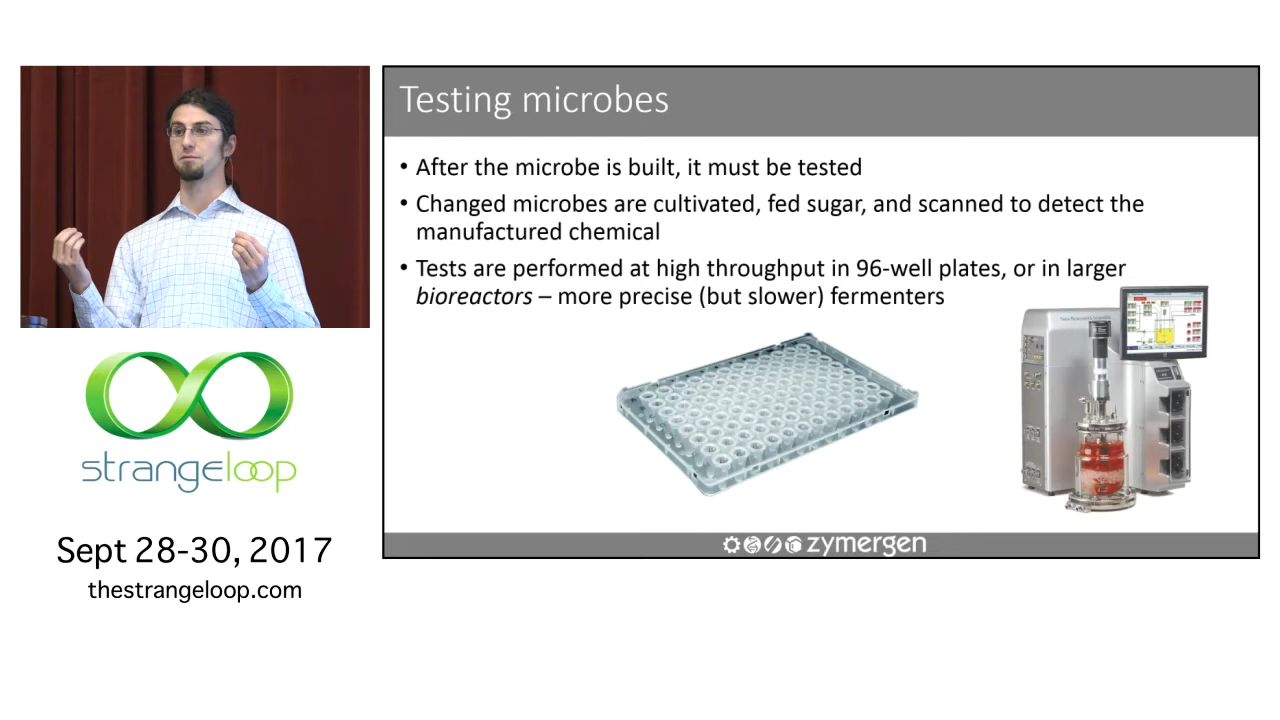 Testing microbes
• After the microbe is built, it must be tested
• Changed microbes are cultivated, fed sugar, and scanned to detect the
manufactured chemical
• Tests are performed at high throughput in 96-well plates, or in larger
bioreactors – more precise (but slower) fermenters
zymergen
strangeloop
Sept 28-30, 2017
thestrangeloop.com